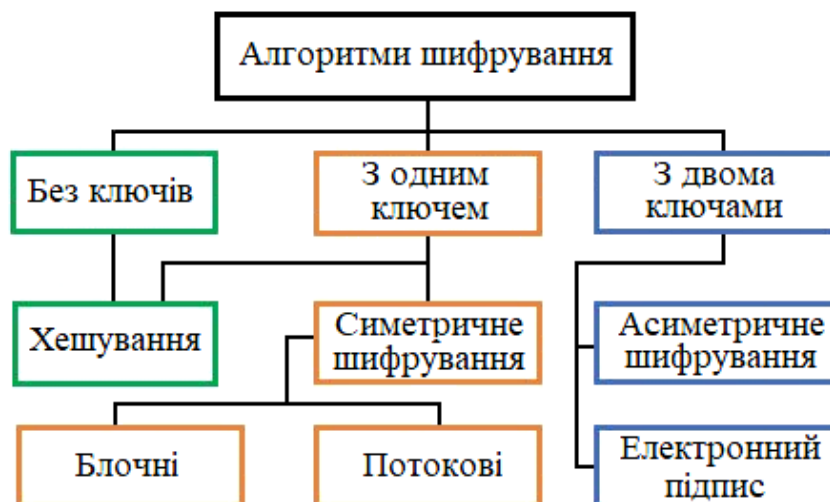 Алгоритми шифрування
Без ключів
З одним
ключем
З двома
ключами
Хешування
Симетричне
шифрування
Асиметричне
шифрування
Блочні
Потокові
Електронний
підпис